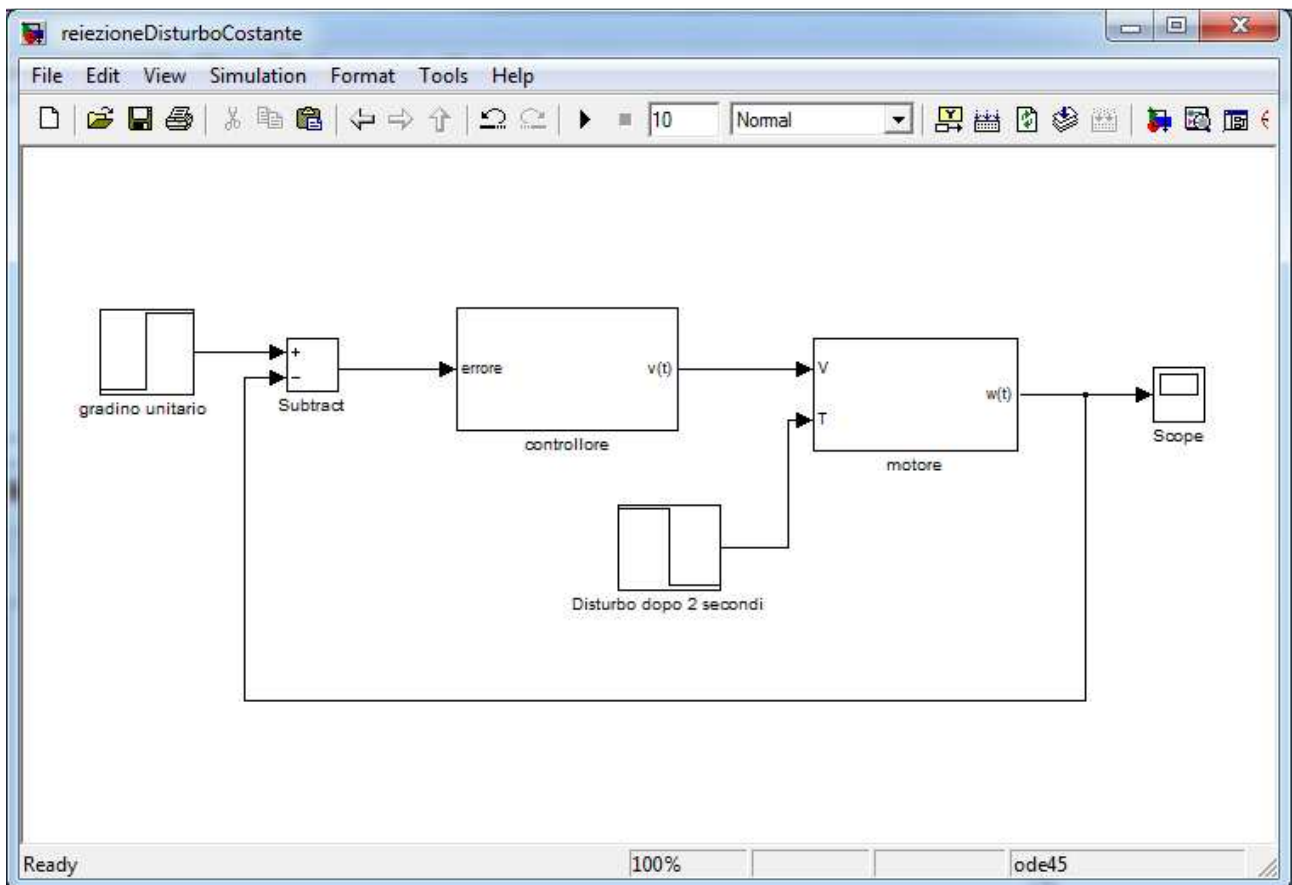 reiezioneDisturboCostante
File Edit View Simulation Format Tools Help
10 Normal
gradino unitario
+
−
Subtract
errore v(t)
controllore
V
T
w(t)
motore
Scope
Disturbo dopo 2 secondi
Ready 100% ode45